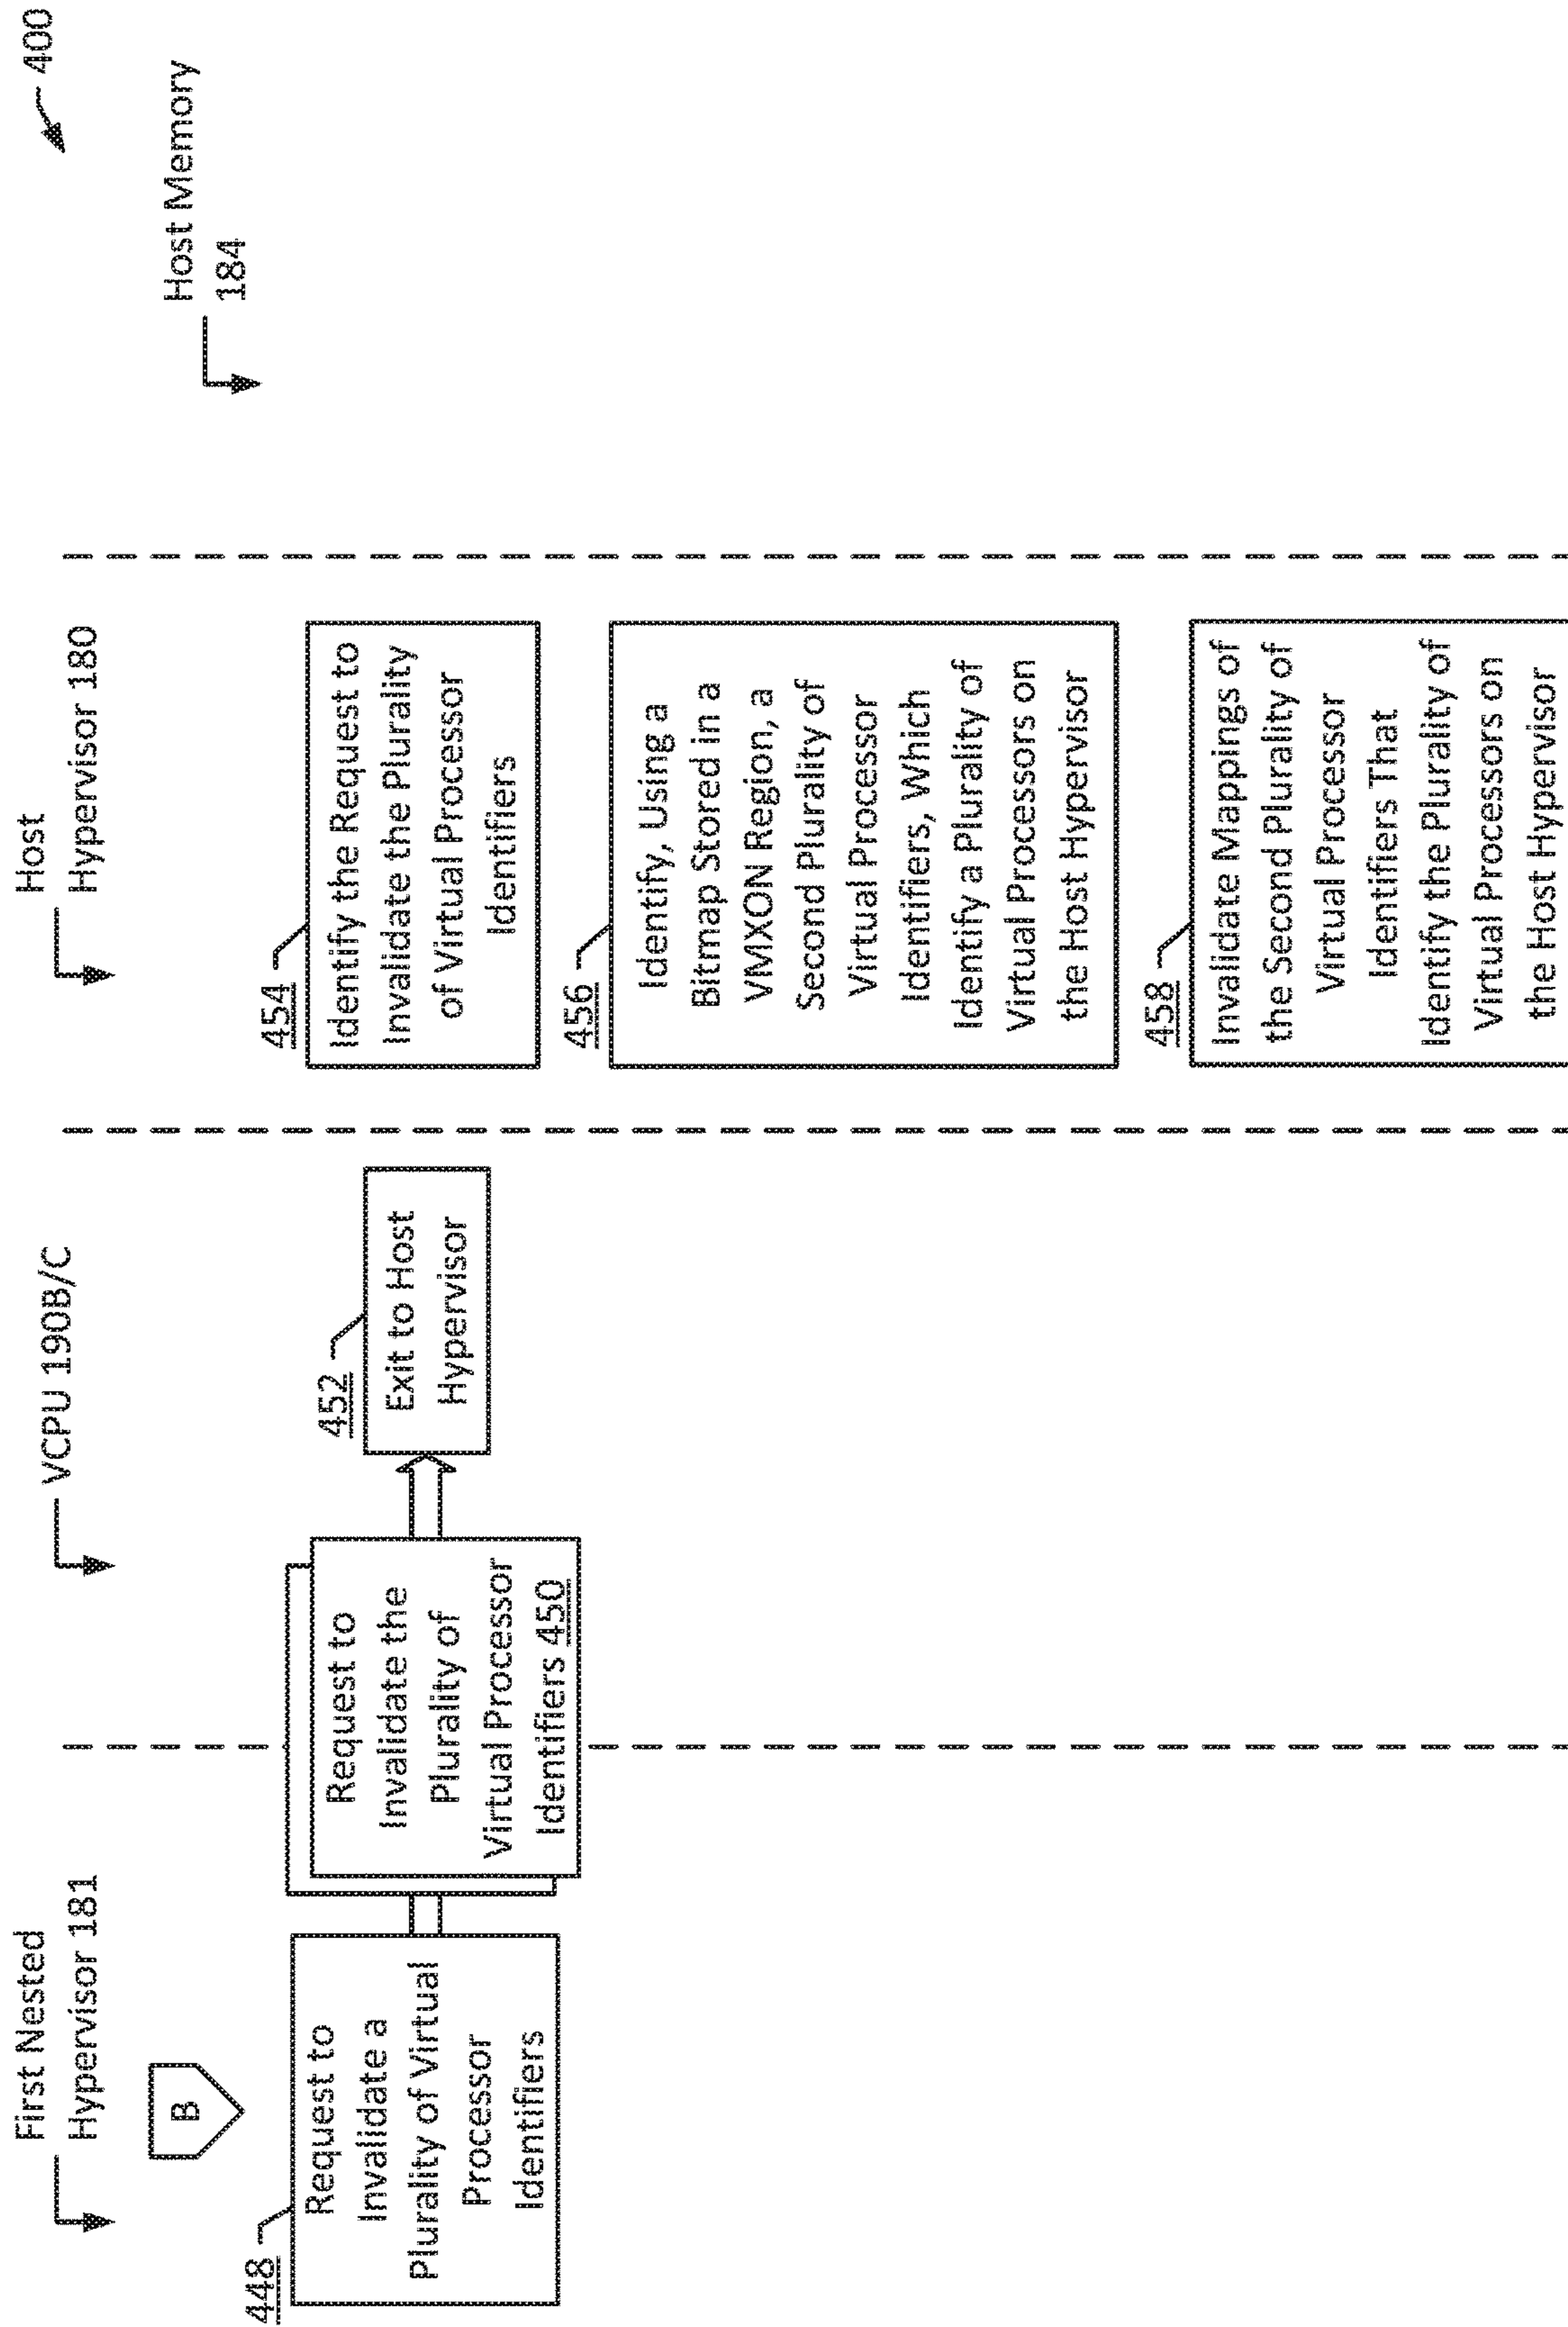 400
First Nested
Hypervisor 181
VCPU 190B/C
Host
Hypervisor 180
Host Memory
184
B
448
Request to
Invalidate a
Plurality of Virtual
Processor
Identifiers
Request to
Invalidate the
Plurality of
Virtual Processor
Identifiers 450
452
Exit to Host
Hypervisor
454
Identify the Request to
Invalidate the Plurality
of Virtual Processor
Identifiers
456
Identify, Using a
Bitmap Stored in a
VMXON Region, a
Second Plurality of
Virtual Processor
Identifiers, Which
Identify a Plurality of
Virtual Processors on
the Host Hypervisor
458
Invalidate Mappings of
the Second Plurality of
Virtual Processor
Identifiers That
Identify the Plurality of
Virtual Processors on
the Host Hypervisor